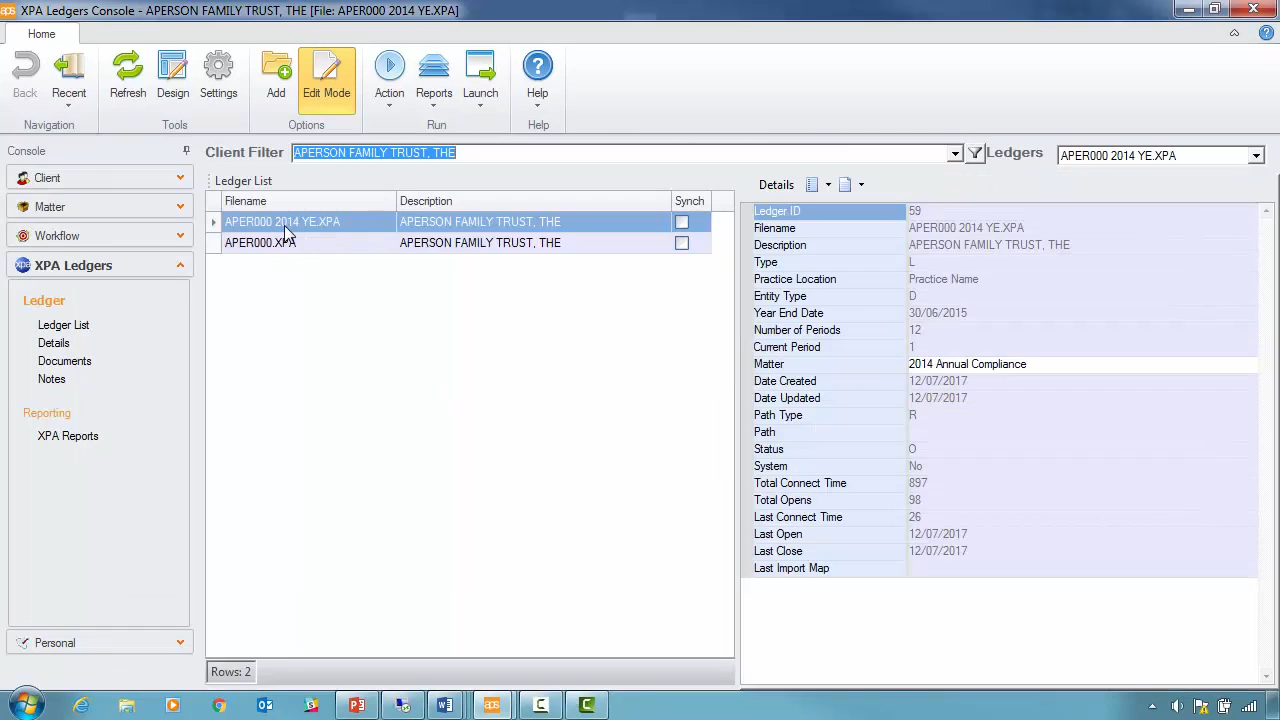 aps XPA Ledgers Console - APERSON FAMILY TRUST, THE [File: APER000 2014 YE.XPA]
Home
Back
Recent
Refresh
Design
Settings
Add
Edit Mode
Action
Reports
Launch
Help
Navigation
Tools
Options
Run
Help
Console
Client
Matter
Workflow
xpa XPA Ledgers
Ledger
Ledger List
Details
Documents
Notes
Reporting
XPA Reports
Personal
Client Filter APERSON FAMILY TRUST, THE
Ledgers APER000 2014 YE.XPA
Ledger List
Filename Description Synch
APER000 2014 YE.XPA APERSON FAMILY TRUST, THE
APER000.XPA APERSON FAMILY TRUST, THE
Rows: 2
Details
Ledger ID 59
Filename APER000 2014 YE.XPA
Description APERSON FAMILY TRUST, THE
Type L
Practice Location Practice Name
Entity Type D
Year End Date 30/06/2015
Number of Periods 12
Current Period 1
Matter 2014 Annual Compliance
Date Created 12/07/2017
Date Updated 12/07/2017
Path Type R
Path
Status O
System No
Total Connect Time 897
Total Opens 98
Last Connect Time 26
Last Open 12/07/2017
Last Close 12/07/2017
Last Import Map
aps